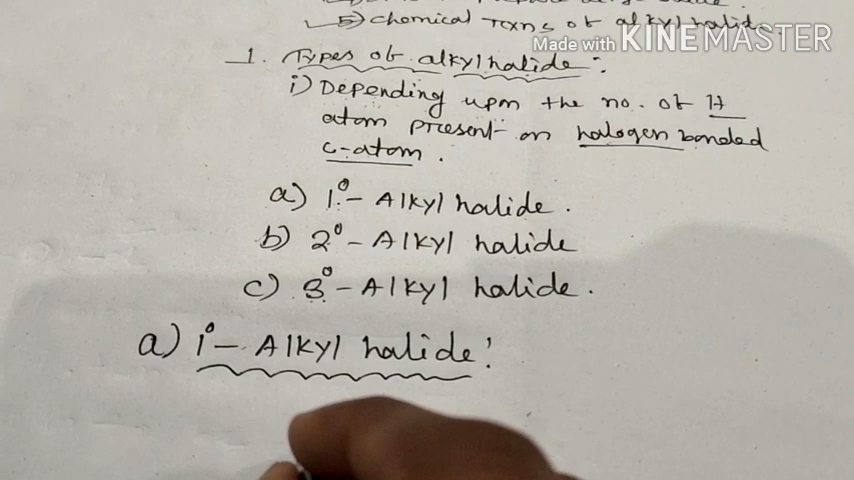 5) chemical rxns of alkyl halide.
Made with KINEMASTER
1. Types of alkyl halide:
i) Depending upon the no. of H
atom present on halogen bonded
c-atom.
a) 1° - Alkyl halide.
b) 2° - Alkyl halide
c) 3° - Alkyl halide.
a) 1° - Alkyl halide: